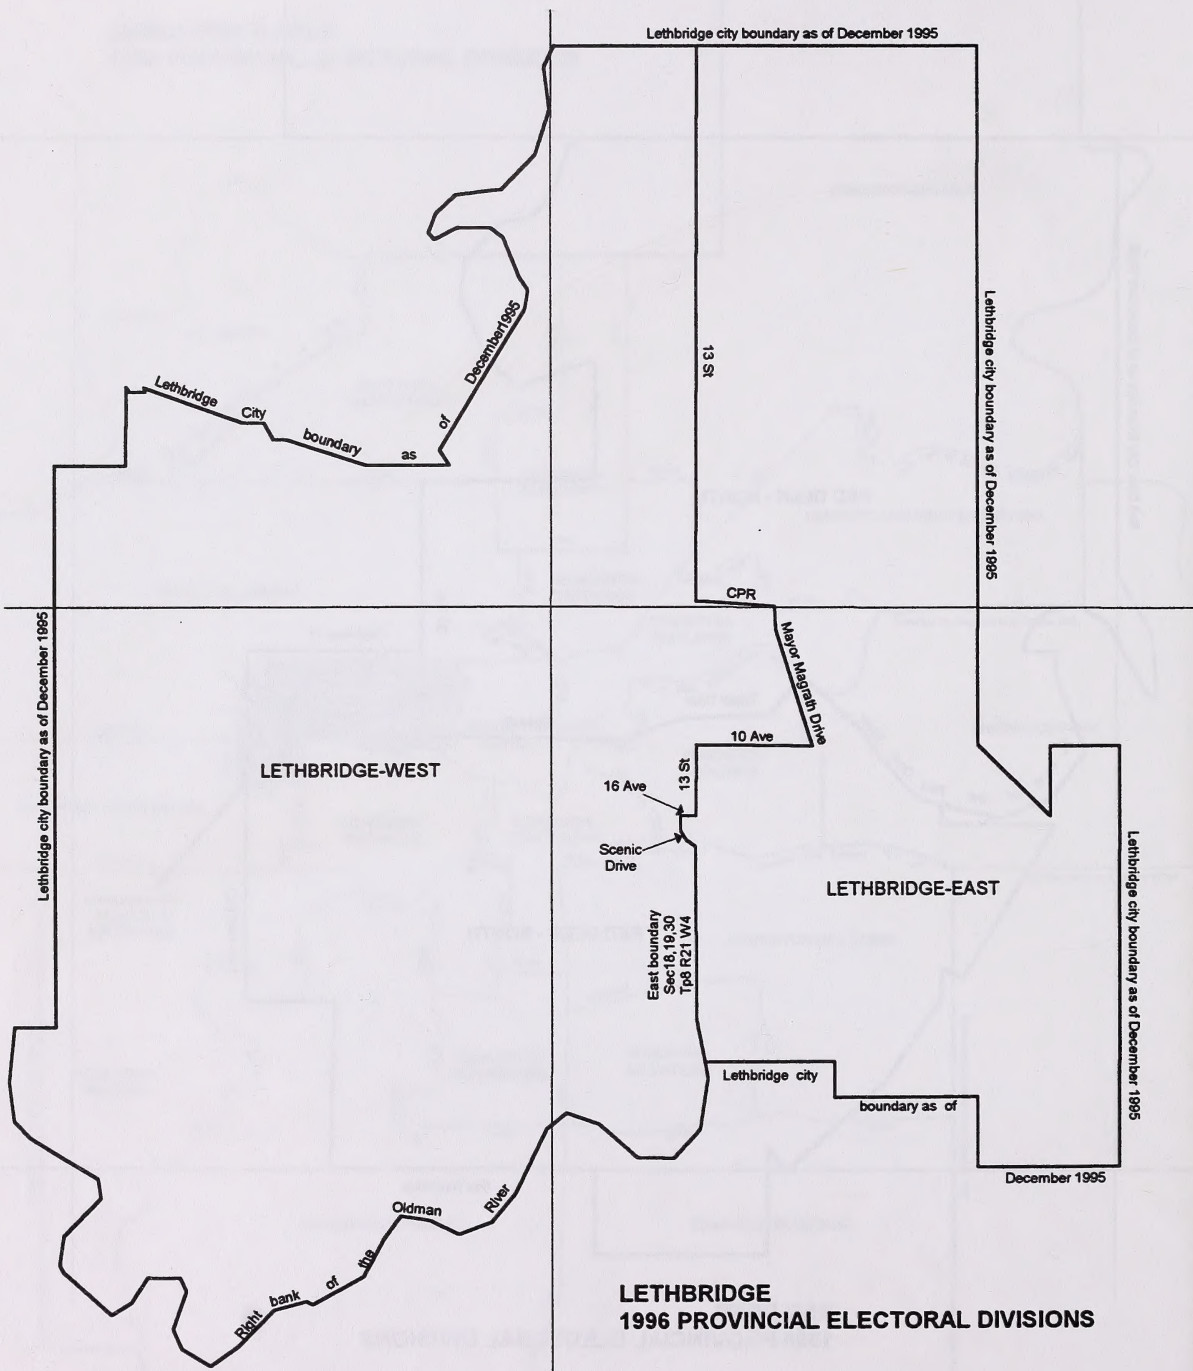 Lethbridge city boundary as of December 1995
Lethbridge City boundary as of December1995
13 St
Lethbridge city boundary as of December 1995
CPR
Lethbridge city boundary as of December 1995
Mayor Magrath Drive
10 Ave
LETHBRIDGE-WEST
13 St
16 Ave
Scenic
Drive
LETHBRIDGE-EAST
East boundary
Sec18,19,30
Tp8 R21 W4
Lethbridge city boundary as of December 1995
Lethbridge city
boundary as of
December 1995
Right bank of the Oldman River
LETHBRIDGE
1996 PROVINCIAL ELECTORAL DIVISIONS